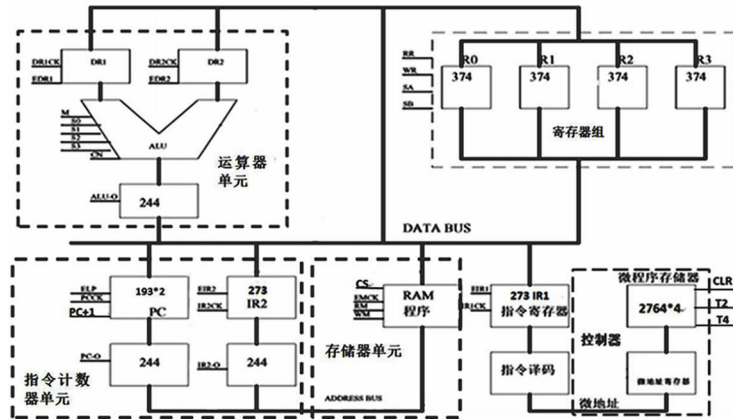 DR1CK
EDR1
DR1
DR2CK
EDR2
DR2
M
S0
S1
S2
S3
CN
ALU
运算器
单元
ALU-O
244
RR
WR
SA
SB
R0
374
R1
374
R2
374
R3
374
寄存器组
DATA BUS
ELP
PCCK
PC+1
193*2
PC
EIR2
IR2CK
273
IR2
PC-O
244
IR2-O
244
指令计数
器单元
CS
EMCK
RM
WM
RAM
程序
存储器单元
ADDRESS BUS
EIR1
IR1CK
273 IR1
指令寄存器
指令译码
微地址
微程序存储器
2764*4
CLR
T2
T4
控制器
微地址寄存器